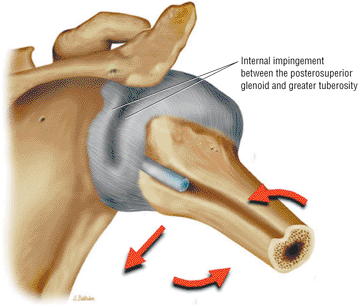 Internal impingement
between the posterosuperior
glenoid and greater tuberosity